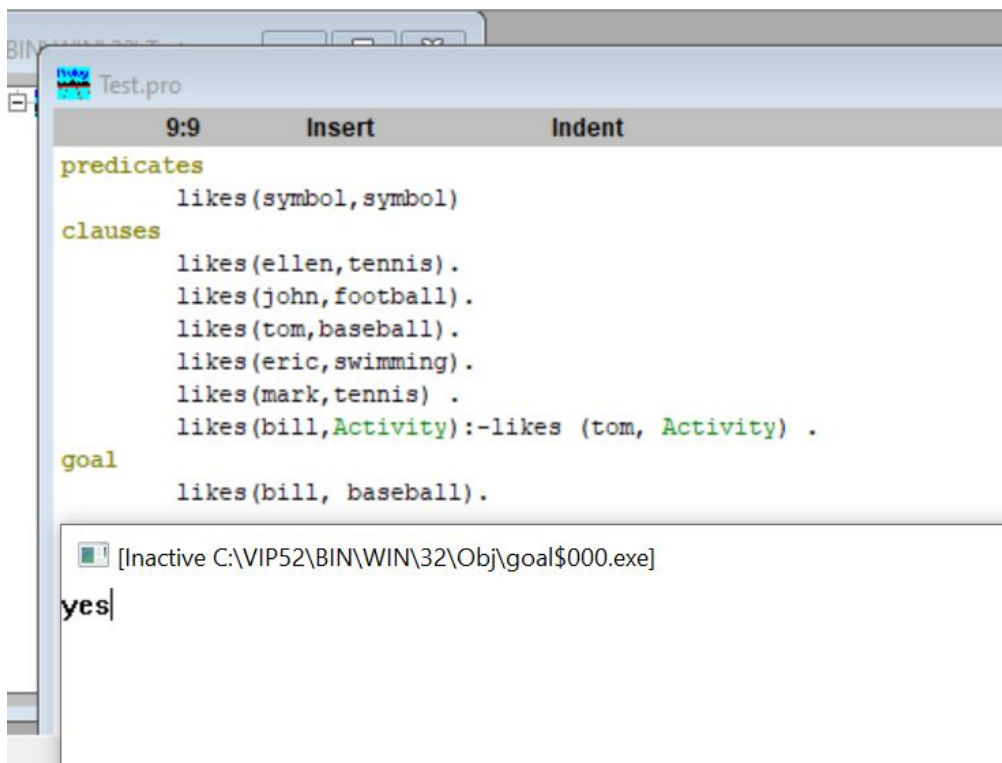 Test.pro
9:9 Insert Indent
predicates
likes(symbol,symbol)
clauses
likes(ellen,tennis).
likes(john,football).
likes(tom,baseball).
likes(eric,swimming).
likes(mark,tennis) .
likes(bill,Activity):-likes (tom, Activity) .
goal
likes(bill, baseball).
[Inactive C:\VIP52\BIN\WIN\32\Obj\goal$000.exe]
yes